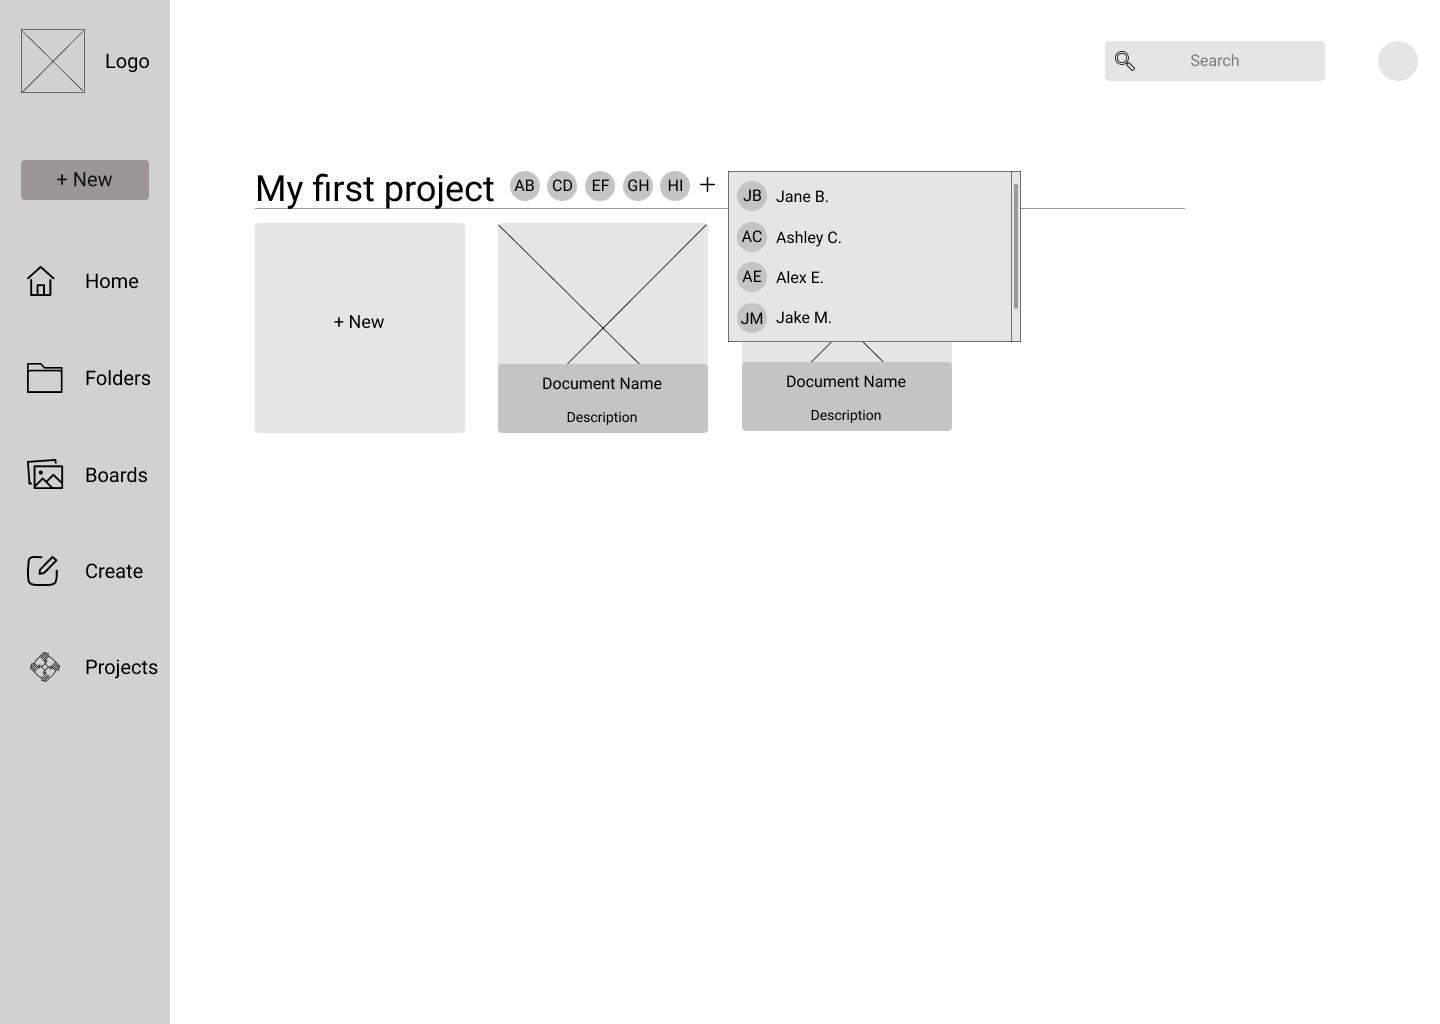 Logo
+ New
Home
Folders
Boards
Create
Projects
Search
My first project
AB CD EF GH HI +
JB Jane B.
AC Ashley C.
AE Alex E.
JM Jake M.
+ New
Document Name
Description
Document Name
Description